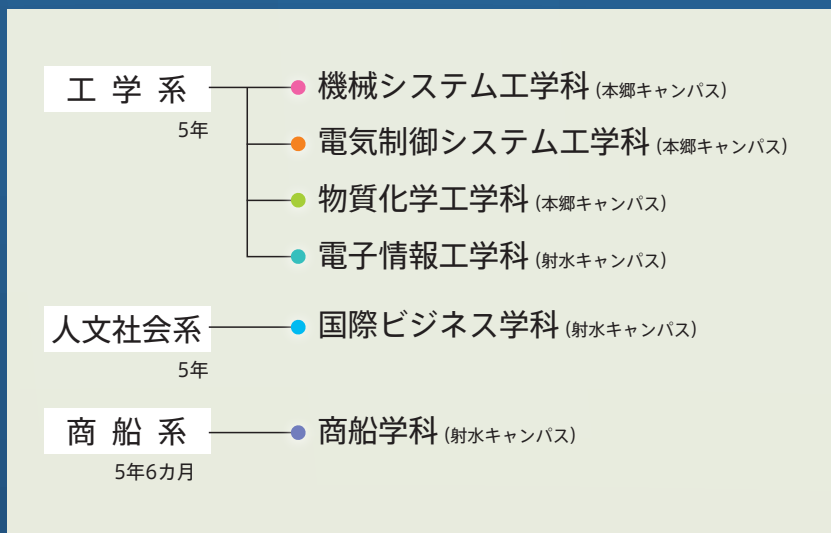 工学系
機械システム工学科 (本郷キャンパス)
5年
電気制御システム工学科 (本郷キャンパス)
物質化学工学科 (本郷キャンパス)
電子情報工学科 (射水キャンパス)
人文社会系
国際ビジネス学科 (射水キャンパス)
5年
商船系
商船学科 (射水キャンパス)
5年6カ月